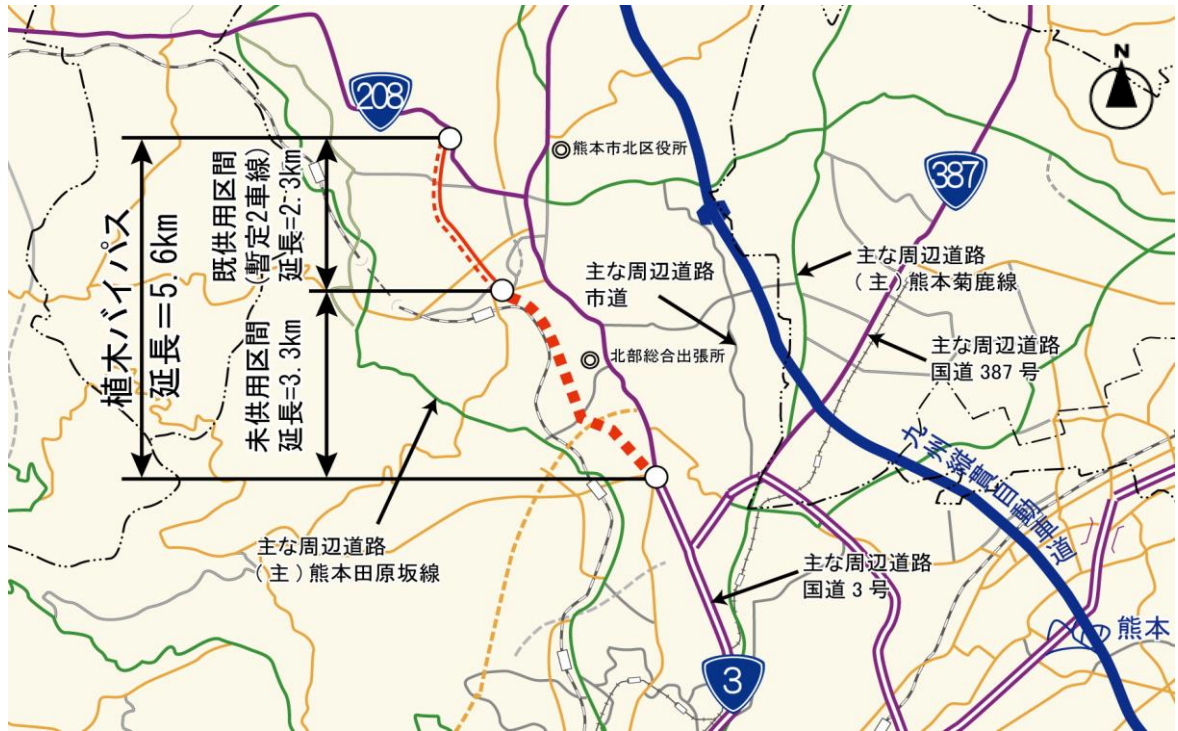 N
208
387
熊本市北区役所
植木バイパス
延長＝5.6km
既供用区間
(暫定2車線)
延長=2.3km
未供用区間
延長=3.3km
主な周辺道路
市道
主な周辺道路
(主)熊本菊鹿線
主な周辺道路
国道387号
北部総合出張所
九州縦貫自動車道
主な周辺道路
(主)熊本田原坂線
主な周辺道路
国道3号
熊本
3